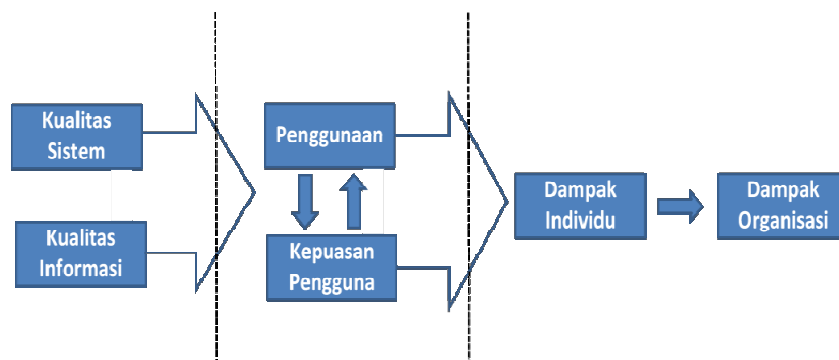 Kualitas
Sistem
Kualitas
Informasi
Penggunaan
Kepuasan
Pengguna
Dampak
Individu
Dampak
Organisasi